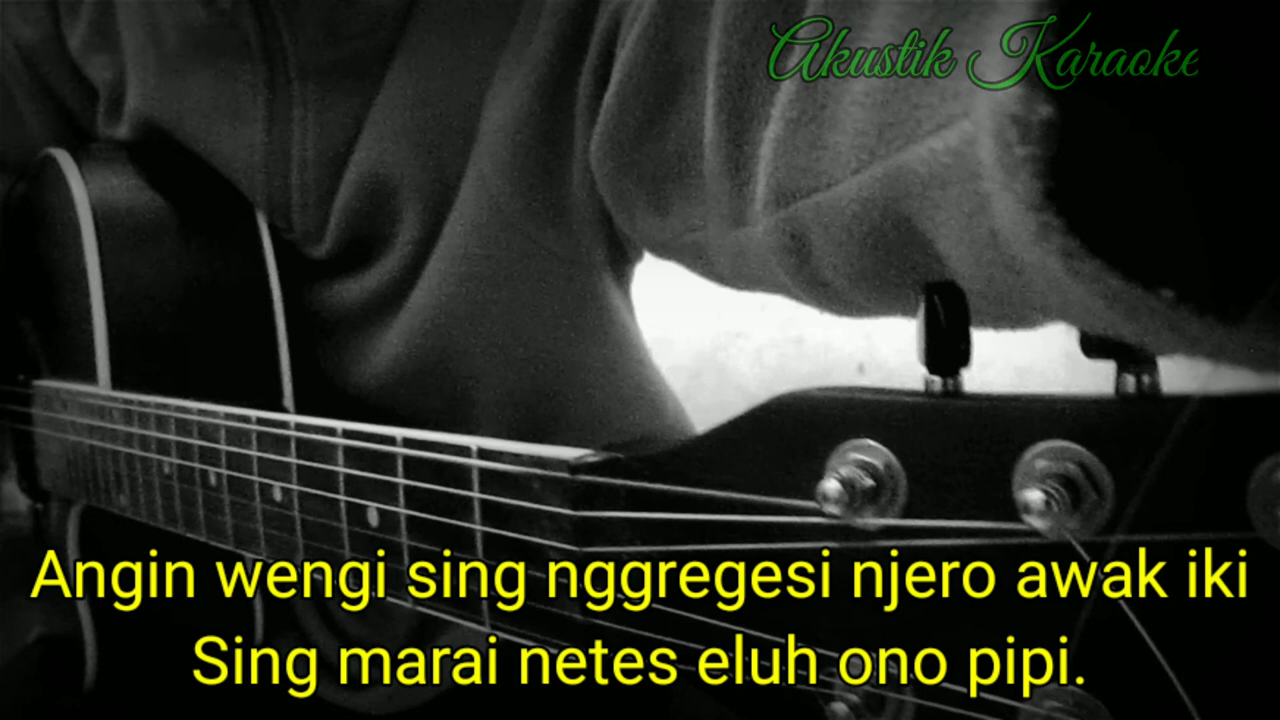 Akustik Karaoke
Angin wengi sing nggregesi njero awak iki
Sing marai netes eluh ono pipi.